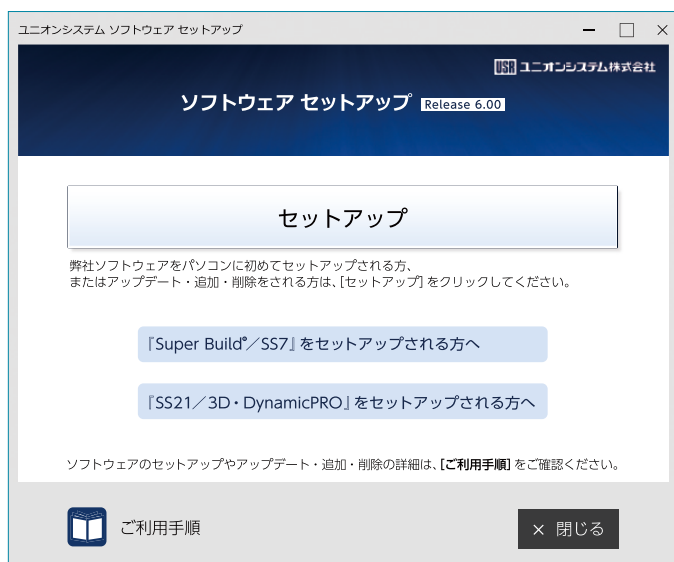 ユニオンシステム ソフトウェア セットアップ
USR ユニオンシステム株式会社
ソフトウェア セットアップ Release 6.00
セットアップ
弊社ソフトウェアをパソコンに初めてセットアップされる方、
またはアップデート・追加・削除をされる方は、[セットアップ] をクリックしてください。
『Super Build®／SS7』をセットアップされる方へ
『SS21／3D・DynamicPRO』をセットアップされる方へ
ソフトウェアのセットアップやアップデート・追加・削除の詳細は、[ご利用手順] をご確認ください。
ご利用手順
× 閉じる